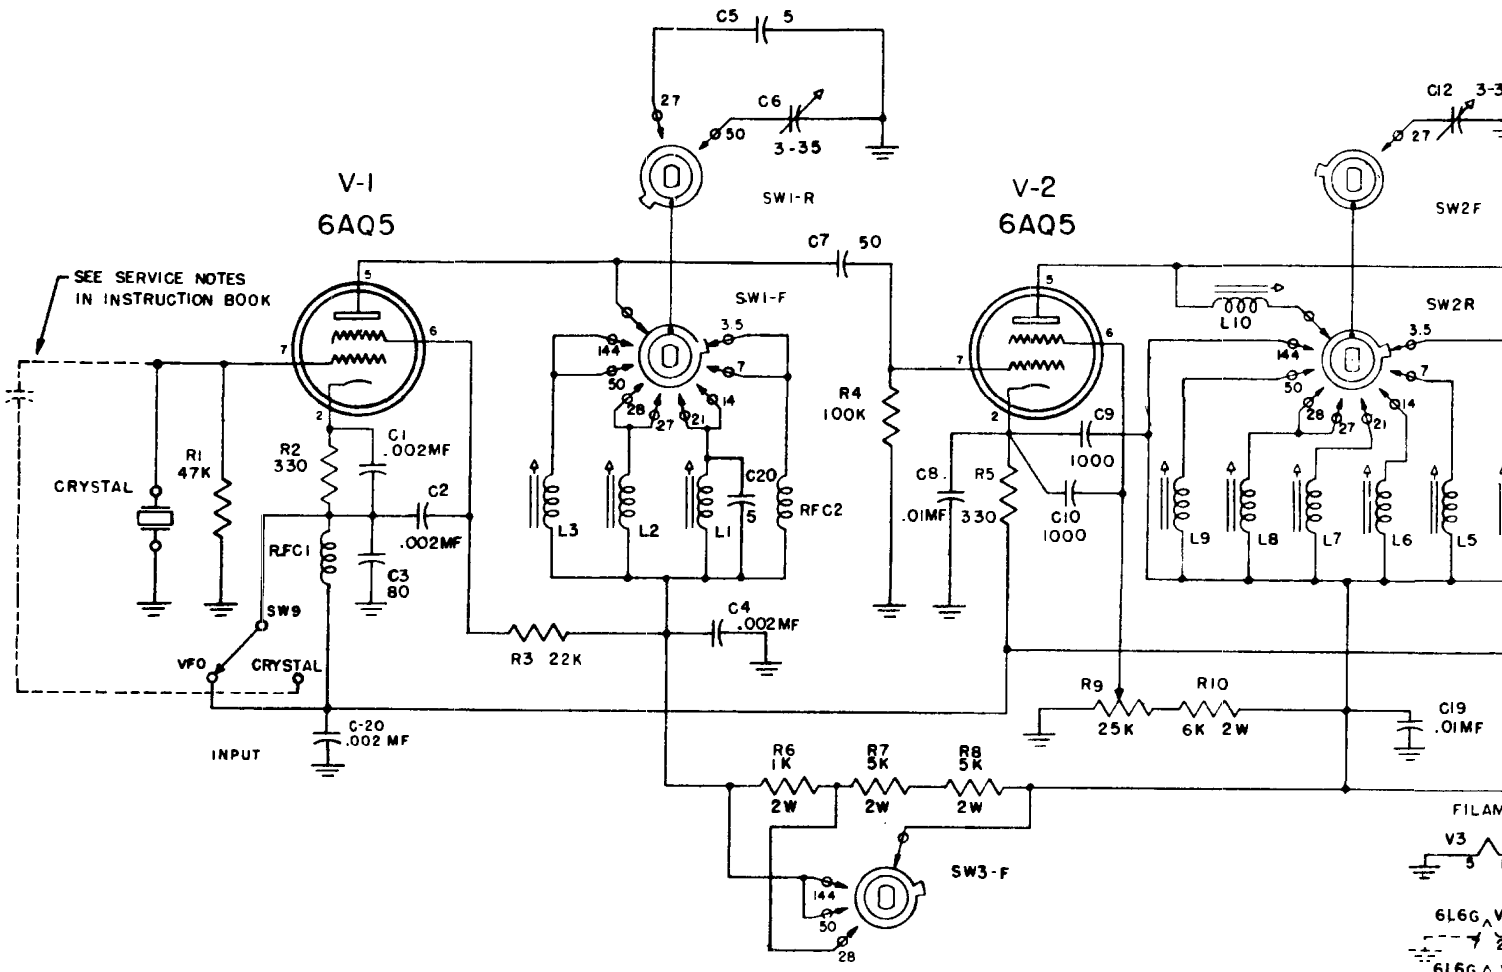 C5 5
C12 3-3
27
C6
50
27
3-35
V-1
V-2
SW1-R
SW2F
6AQ5
6AQ5
C7 50
SEE SERVICE NOTES
IN INSTRUCTION BOOK
5
5
SW1-F
SW2R
L10
6
3.5
6
3.5
7
144
7
144
50
7
50
7
R4
100K
28
27
21
14
28
27
21
14
2
2
C1
.002MF
C9
1000
R2
330
R1
47K
CRYSTAL
C2
.002MF
C20
5
RFC2
C8
.01MF
R5
330
C10
1000
L3
L2
L1
L9
L8
L7
L6
L5
RFC1
C3
80
SW9
C4
.002MF
R3 22K
VFO
CRYSTAL
R9
25K
R10
6K 2W
C19
.01MF
C-20
.002 MF
INPUT
R6
1K
2W
R7
5K
2W
R8
5K
2W
FILAM
V3
5
SW3-F
144
50
28
6L6G V
7 2
6L6G